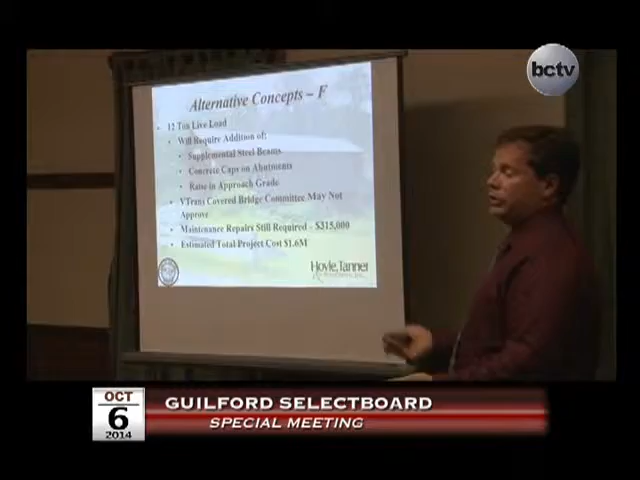 bctv
Alternative Concepts – F
12 Ton Live Load
Will Require Addition of:
Supplemental Steel Beams
Concrete Caps on Abutments
Raise in Approach Grade
VTrans Covered Bridge Committee May Not
Approve
Maintenance Repairs Still Required – $315,000
Estimated Total Project Cost $1.6M
Hoyle, Tanner
OCT
6
2014
GUILFORD SELECTBOARD
SPECIAL MEETING